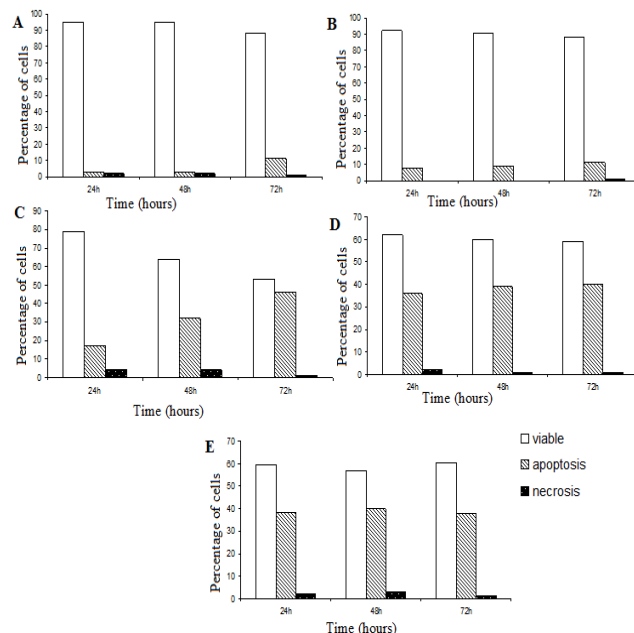 A
Percentage of cells
100
90
80
70
60
50
40
30
20
10
0
24h 48h 72h
Time (hours)
B
Percentage of cells
100
90
80
70
60
50
40
30
20
10
0
24h 48h 72h
Time (hours)
C
Percentage of cells
90
80
70
60
50
40
30
20
10
0
24h 48h 72h
Time (hours)
D
Percentage of cells
70
60
50
40
30
20
10
0
24h 48h 72h
Time (hours)
E
Percentage of cells
70
60
50
40
30
20
10
0
24h 48h 72h
Time (hours)
viable
apoptosis
necrosis